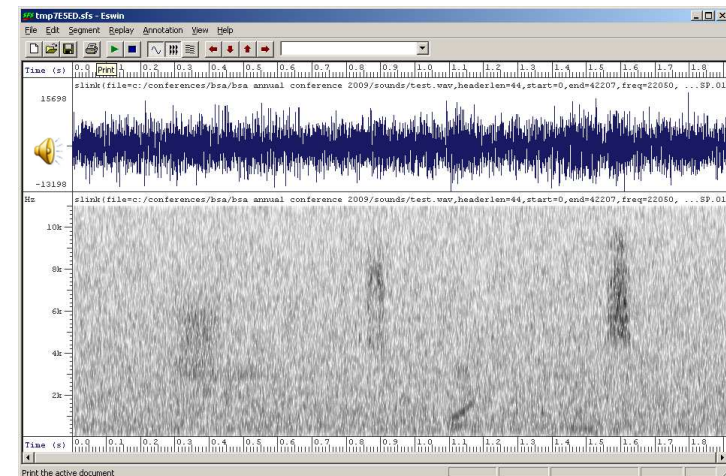 tmp7E5ED.sfs - Eswin
File Edit Segment Replay Annotation View Help
Time (s) 0.0 0.1 0.2 0.3 0.4 0.5 0.6 0.7 0.8 0.9 1.0 1.1 1.2 1.3 1.4 1.5 1.6 1.7 1.8
Print
slink(file=c:/conferences/bsa/bsa annual conference 2009/sounds/test.wav,headerlen=44,start=0,end=42207,freq=22050, ...SP.01
15698
-13198
Hz slink(file=c:/conferences/bsa/bsa annual conference 2009/sounds/test.wav,headerlen=44,start=0,end=42207,freq=22050, ...SP.01
10k
8k
6k
4k
2k
Time (s) 0.0 0.1 0.2 0.3 0.4 0.5 0.6 0.7 0.8 0.9 1.0 1.1 1.2 1.3 1.4 1.5 1.6 1.7 1.8
Print the active document